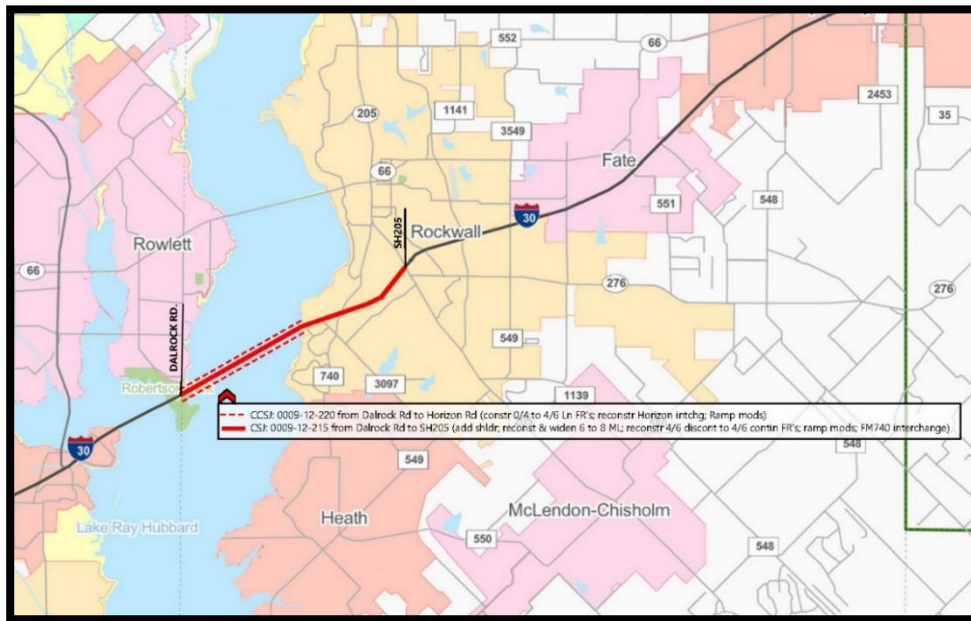 552
66
2453
35
205
1141
3549
Fate
66
551
548
Rowlett
SH205
Rockwall
30
66
276
276
DALROCK RD.
549
740
3097
1139
CCSJ: 0009-12-220 from Dalrock Rd to Horizon Rd (constr 0/4 to 4/6 Ln FR's; reconstr Horizon intchg; Ramp mods)
CSJ: 0009-12-215 from Dalrock Rd to SH205 (add shldr; reconst & widen 6 to 8 ML; reconstr 4/6 discont to 4/6 contin FR's; ramp mods; FM740 interchange)
30
549
548
Lake Ray Hubbard
Heath
McLendon-Chisholm
550
548
548